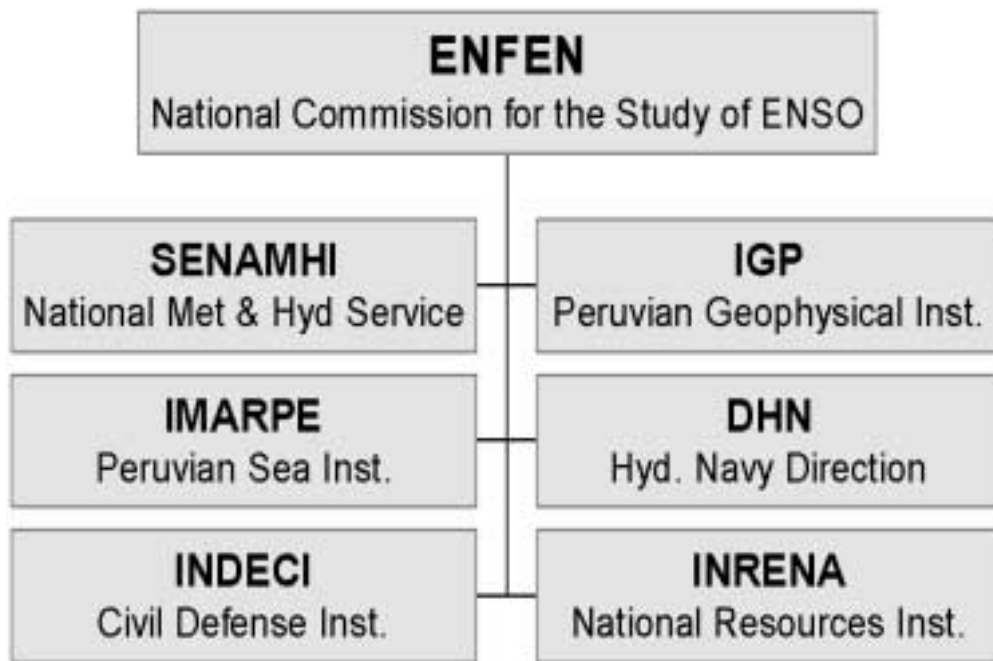 ENFEN
National Commission for the Study of ENSO
SENAMHI
National Met & Hyd Service
IGP
Peruvian Geophysical Inst.
IMARPE
Peruvian Sea Inst.
DHN
Hyd. Navy Direction
INDECI
Civil Defense Inst.
INRENA
National Resources Inst.